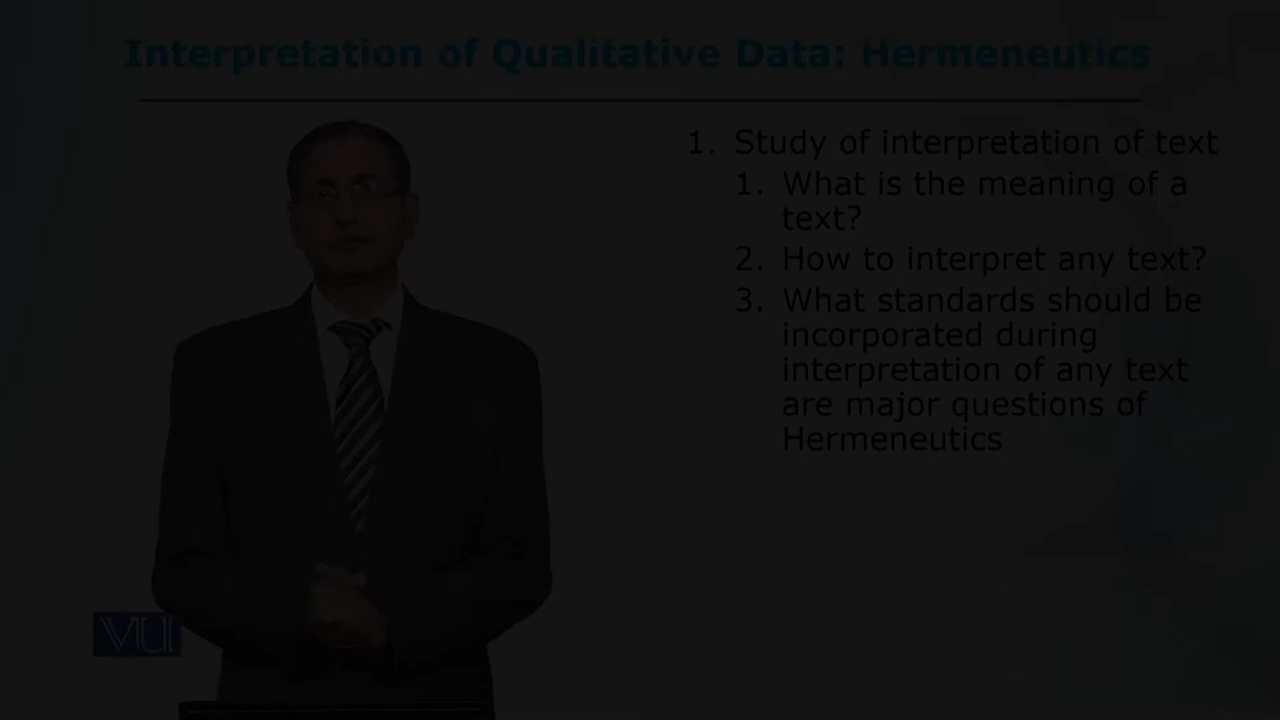 Interpretation of Qualitative Data: Hermeneutics
1. Study of interpretation of text
1. What is the meaning of a
text?
2. How to interpret any text?
3. What standards should be
incorporated during
interpretation of any text
are major questions of
Hermeneutics
VU